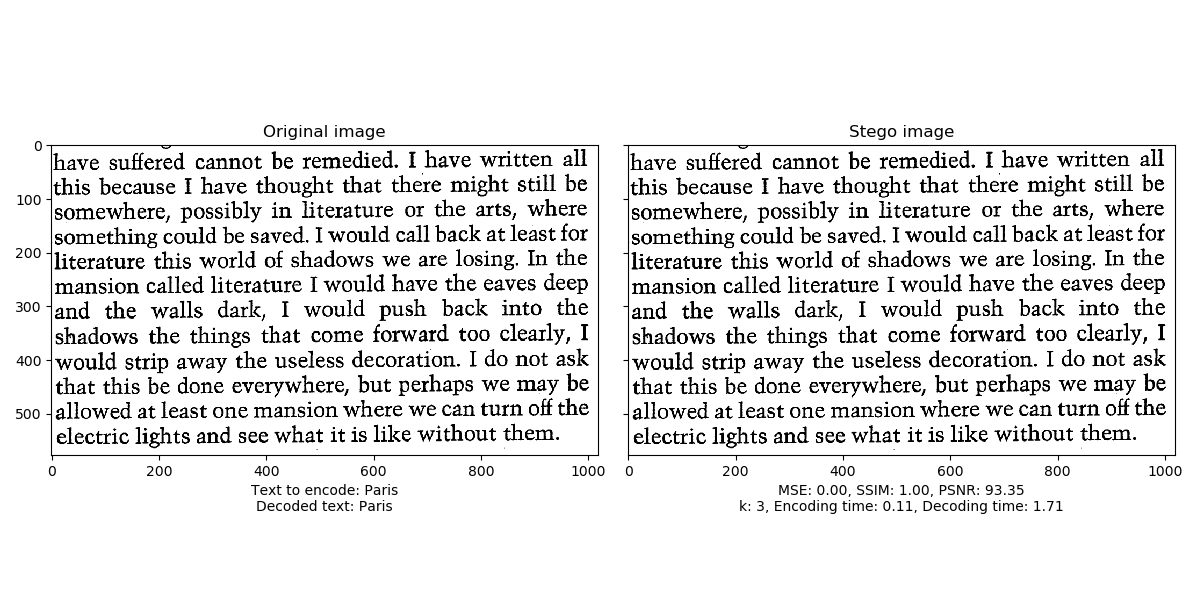 Original image
0
100
200
300
400
500
have suffered cannot be remedied. I have written all
this because I have thought that there might still be
somewhere, possibly in literature or the arts, where
something could be saved. I would call back at least for
literature this world of shadows we are losing. In the
mansion called literature I would have the eaves deep
and the walls dark, I would push back into the
shadows the things that come forward too clearly, I
would strip away the useless decoration. I do not ask
that this be done everywhere, but perhaps we may be
allowed at least one mansion where we can turn off the
electric lights and see what it is like without them.
0 200 400 600 800 1000
Text to encode: Paris
Decoded text: Paris
Stego image
have suffered cannot be remedied. I have written all
this because I have thought that there might still be
somewhere, possibly in literature or the arts, where
something could be saved. I would call back at least for
literature this world of shadows we are losing. In the
mansion called literature I would have the eaves deep
and the walls dark, I would push back into the
shadows the things that come forward too clearly, I
would strip away the useless decoration. I do not ask
that this be done everywhere, but perhaps we may be
allowed at least one mansion where we can turn off the
electric lights and see what it is like without them.
0 200 400 600 800 1000
MSE: 0.00, SSIM: 1.00, PSNR: 93.35
k: 3, Encoding time: 0.11, Decoding time: 1.71